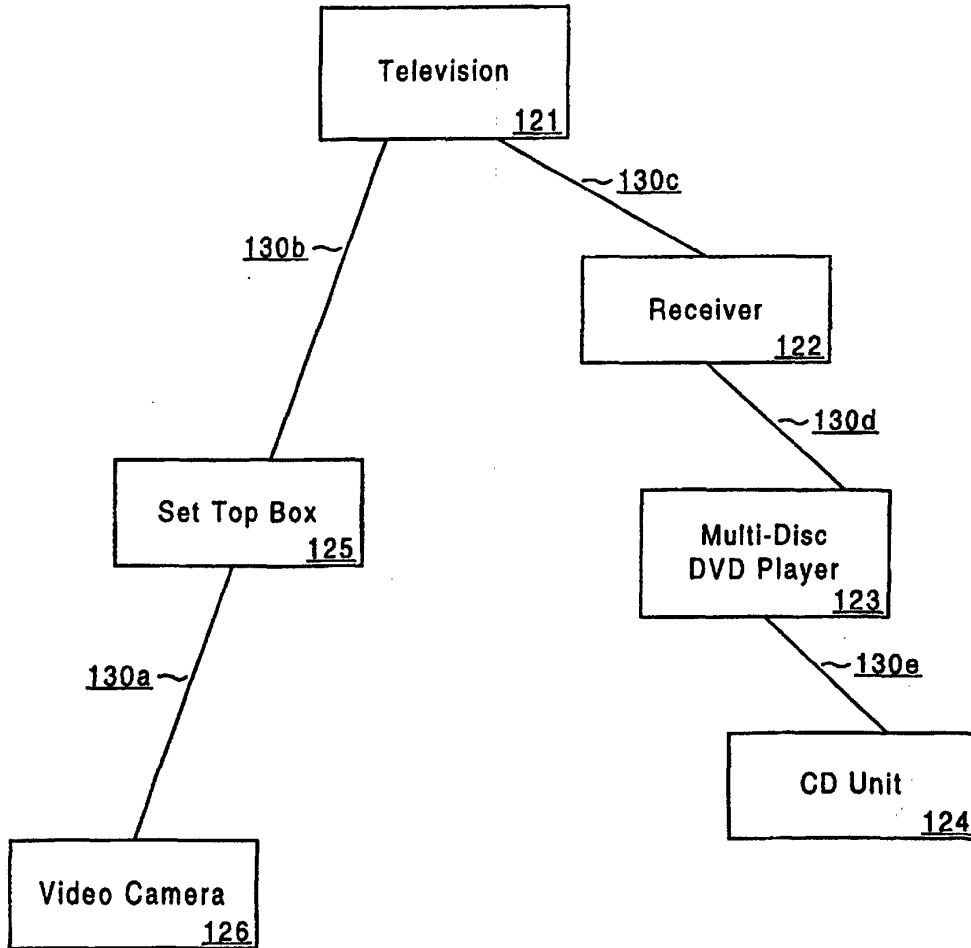 Television
121
130c
130b
Receiver
122
130d
Set Top Box
125
Multi-Disc
DVD Player
123
130a
130e
CD Unit
124
Video Camera
126